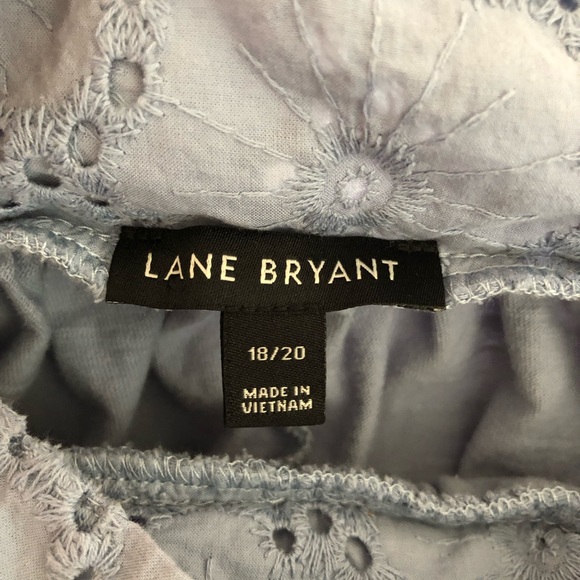 LANE BRYANT
18/20
MADE IN
VIETNAM